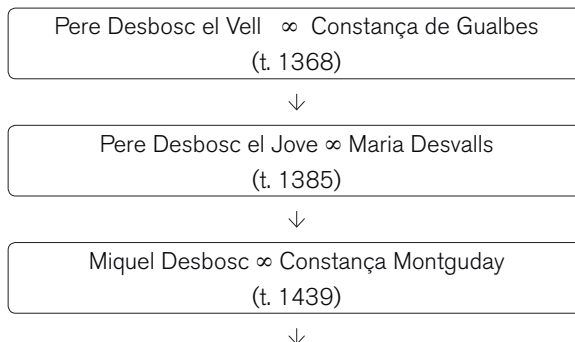 Pere Desbosc el Vell ∞ Constança de Gualbes
(t. 1368)
↓
Pere Desbosc el Jove ∞ Maria Desvalls
(t. 1385)
↓
Miquel Desbosc ∞ Constança Montguday
(t. 1439)
↓